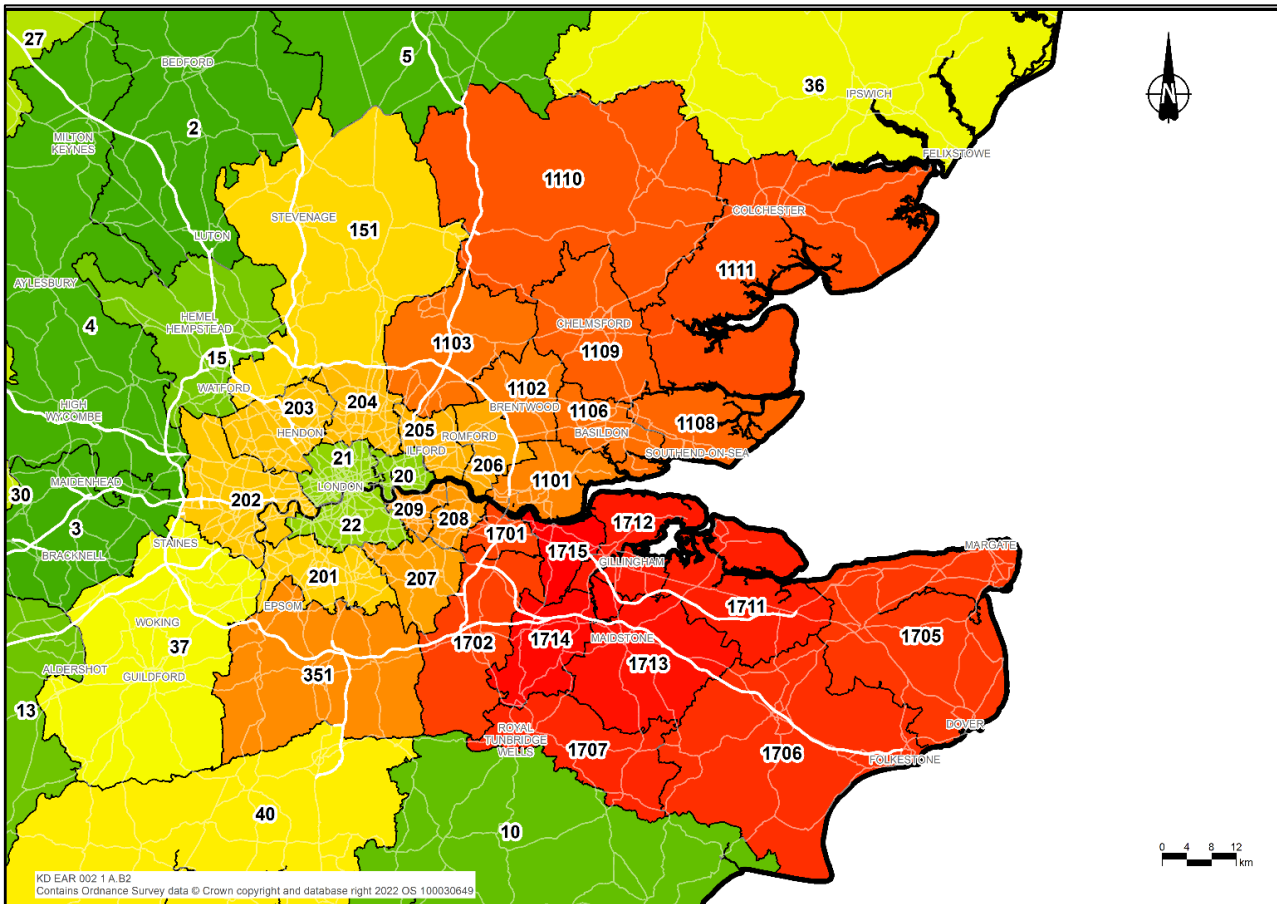 27
5
BEDFORD
36
IPSWICH
N
2
MILTON
KEYNES
FELIXSTOWE
1110
STEVENAGE
151
COLCHESTER
LUTON
1111
AYLESBURY
HEMEL
HEMPSTEAD
4
CHELMSFORD
1103
1109
15
WATFORD
1102
HIGH
WYCOMBE
203
204
BRENTWOOD
1106
HENDON
205
ROMFORD
BASILDON
1108
ILFORD
SOUTHEND-ON-SEA
21
20
206
1101
MAIDENHEAD
LONDON
30
202
209
208
1712
3
22
1701
STAINES
1715
MARGATE
BRACKNELL
GILLINGHAM
201
207
EPSOM
1711
WOKING
1705
1702
1714
MAIDSTONE
37
1713
ALDERSHOT
GUILDFORD
351
13
ROYAL
TUNBRIDGE
WELLS
DOVER
1707
1706
FOLKESTONE
40
10
0 4 8 12
km
KD EAR 002 1 A.B2
Contains Ordnance Survey data © Crown copyright and database right 2022 OS 100030649